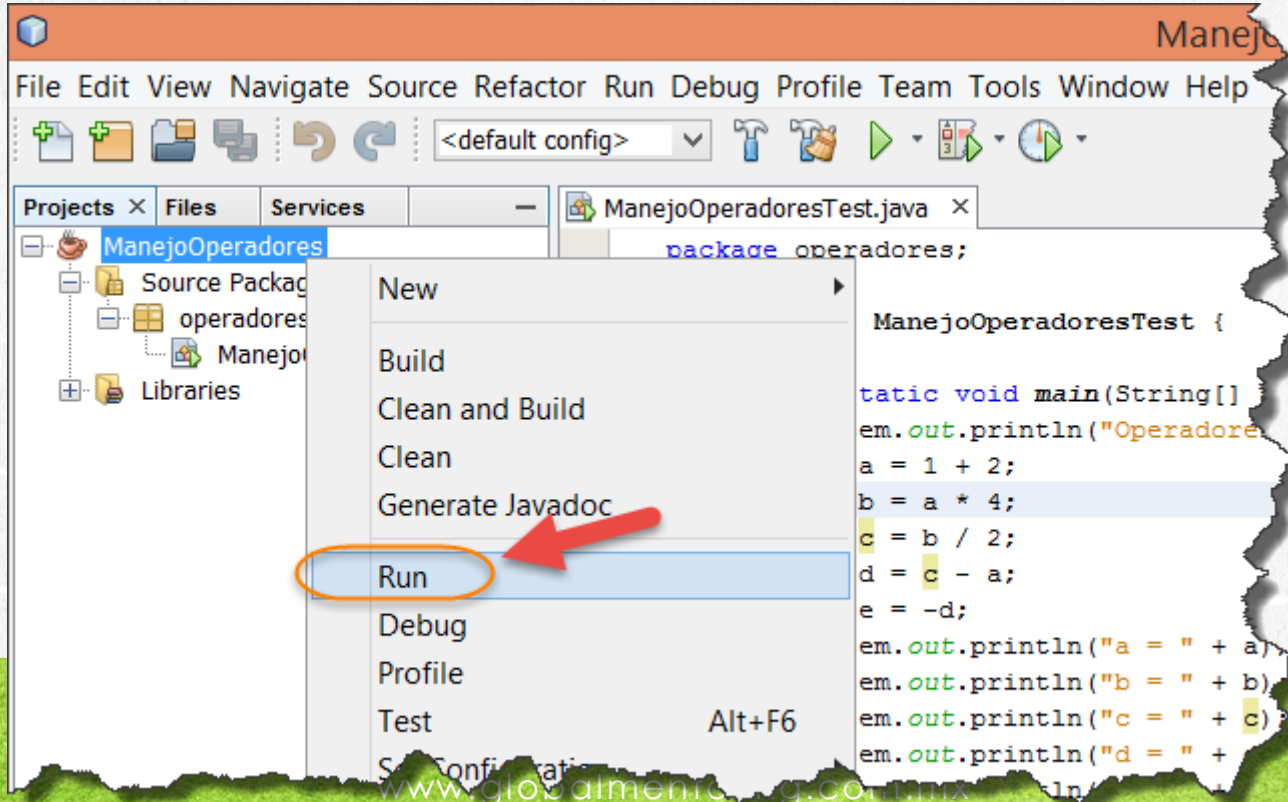 Manejo
File Edit View Navigate Source Refactor Run Debug Profile Team Tools Window Help
<default config>
Projects Files Services
ManejoOperadoresTest.java
ManejoOperadores
Source Packag
operadores
Manejo
Libraries
New
Build
Clean and Build
Clean
Generate Javadoc
Run
Debug
Profile
Test Alt+F6
package operadores;
ManejoOperadoresTest {
tatic void main(String[]
em.out.println("Operadore
a = 1 + 2;
b = a * 4;
c = b / 2;
d = c - a;
e = -d;
em.out.println("a = " + a);
em.out.println("b = " + b)
em.out.println("c = " + c)
em.out.println("d = " +